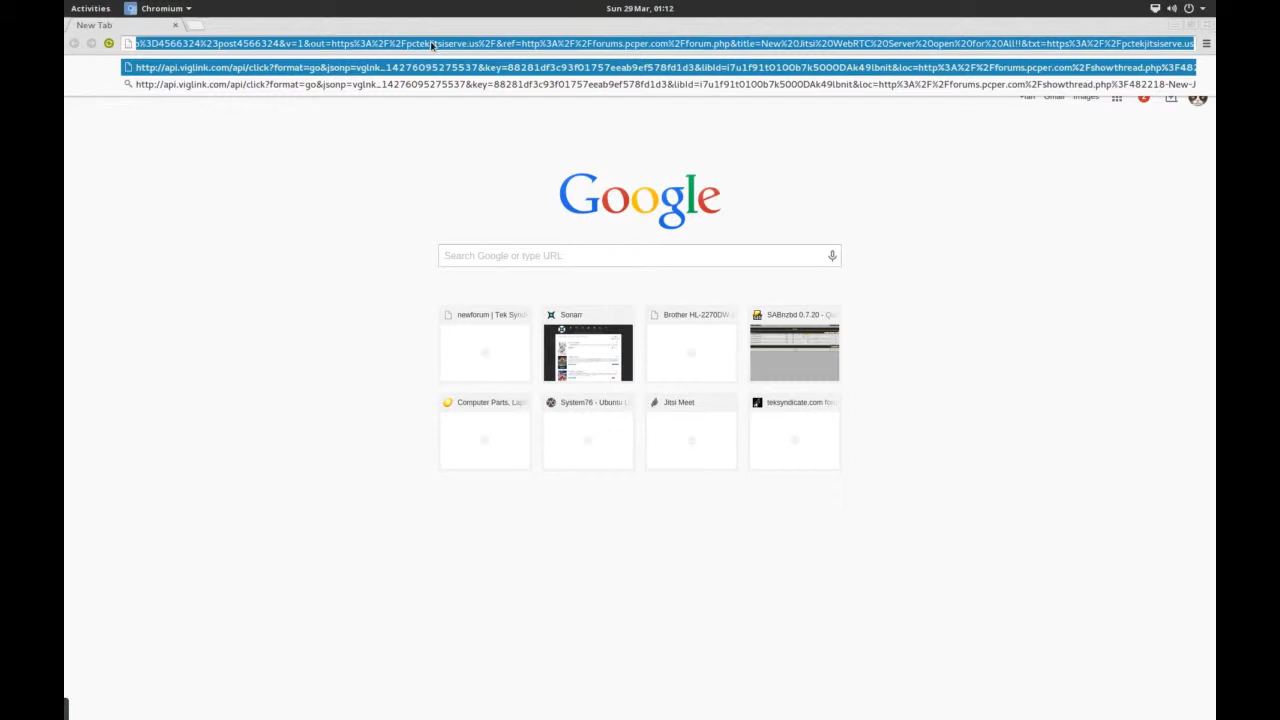 Activities Chromium Sun 29 Mar, 01:12
New Tab
%3D4566324%23post4566324&v=1&out=https%3A%2F%2Fpctekjitsiserve.us%2F&ref=http%3A%2F%2Fforums.pcper.com%2Fforum.php&title=New%20Jitsi%20WebRTC%20Server%20open%20for%20All!!&txt=https%3A%2F%2Fpctekjitsiserve.us
http://api.viglink.com/api/click?format=go&jsonp=vglnk_14276095275537&key=88281df3c93f01757eeab9ef578fd1d3&libId=i7u1f91t0100b7k5000DAk49lbnit&loc=http%3A%2F%2Fforums.pcper.com%2Fshowthread.php%3F482
http://api.viglink.com/api/click?format=go&jsonp=vglnk_14276095275537&key=88281df3c93f01757eeab9ef578fd1d3&libId=i7u1f91t0100b7k5000DAk49lbnit&loc=http%3A%2F%2Fforums.pcper.com%2Fshowthread.php%3F482218-New-J
Gmail Images 2
Google
Search Google or type URL
newforum | Tek Synd Sonarr Brother HL-2270DW SABnzbd 0.7.20 - Qu
Computer Parts, Lap System76 - Ubuntu L Jitsi Meet teksyndicate.com for